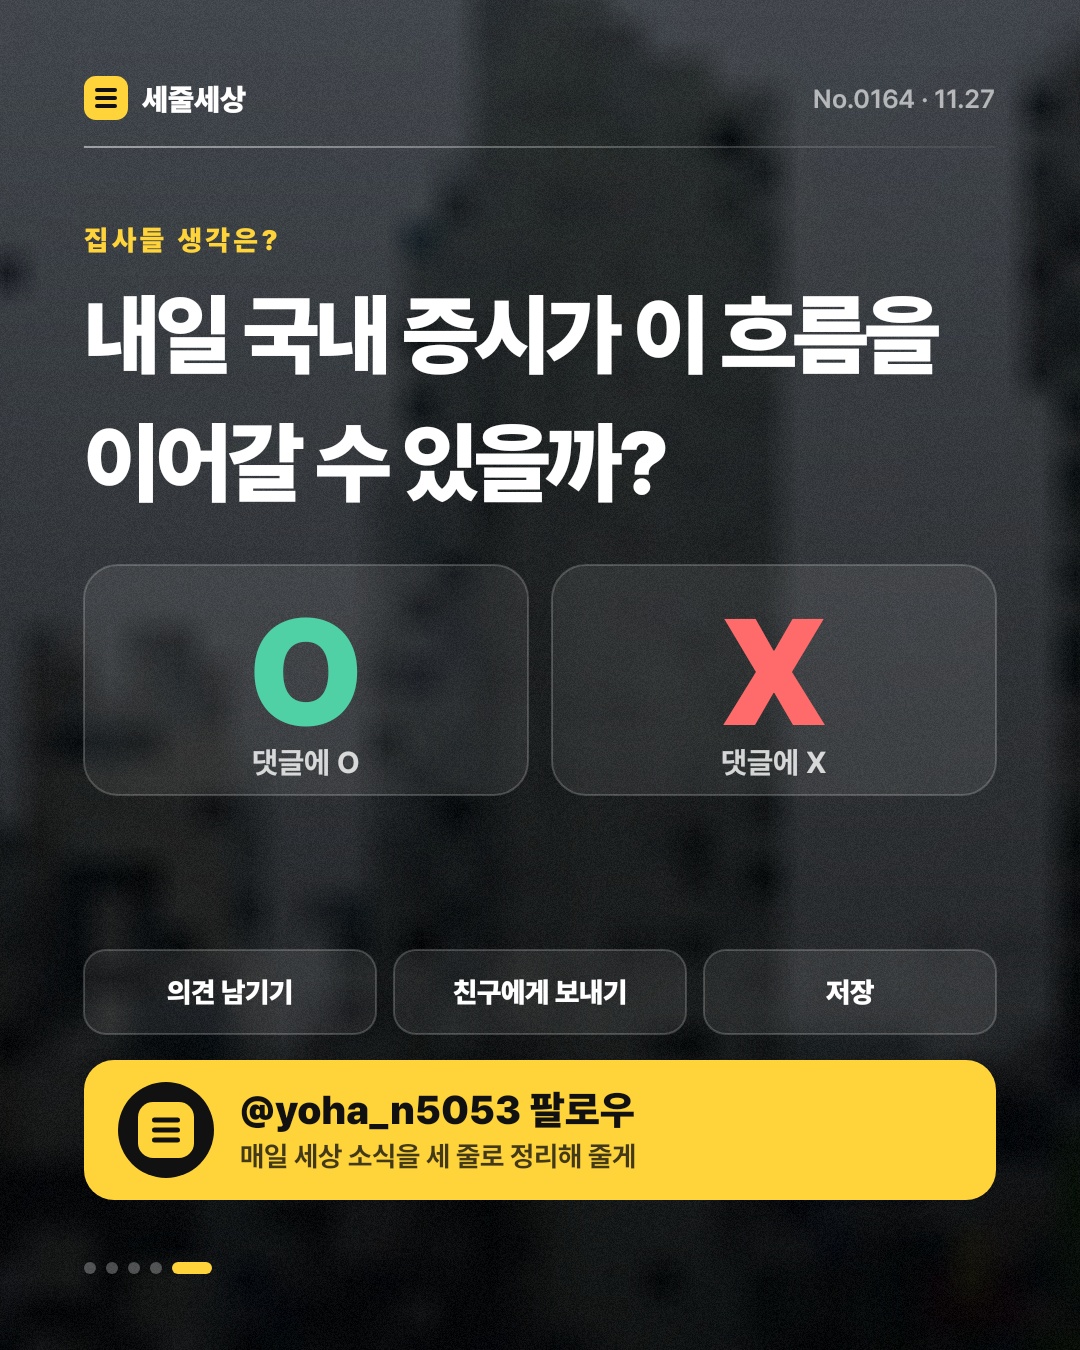 세줄세상
No.0164 · 11.27
집사들 생각은?
내일 국내 증시가 이 흐름을
이어갈 수 있을까?
O
댓글에 O
X
댓글에 X
의견 남기기
친구에게 보내기
저장
@yoha_n5053 팔로우
매일 세상 소식을 세 줄로 정리해 줄게